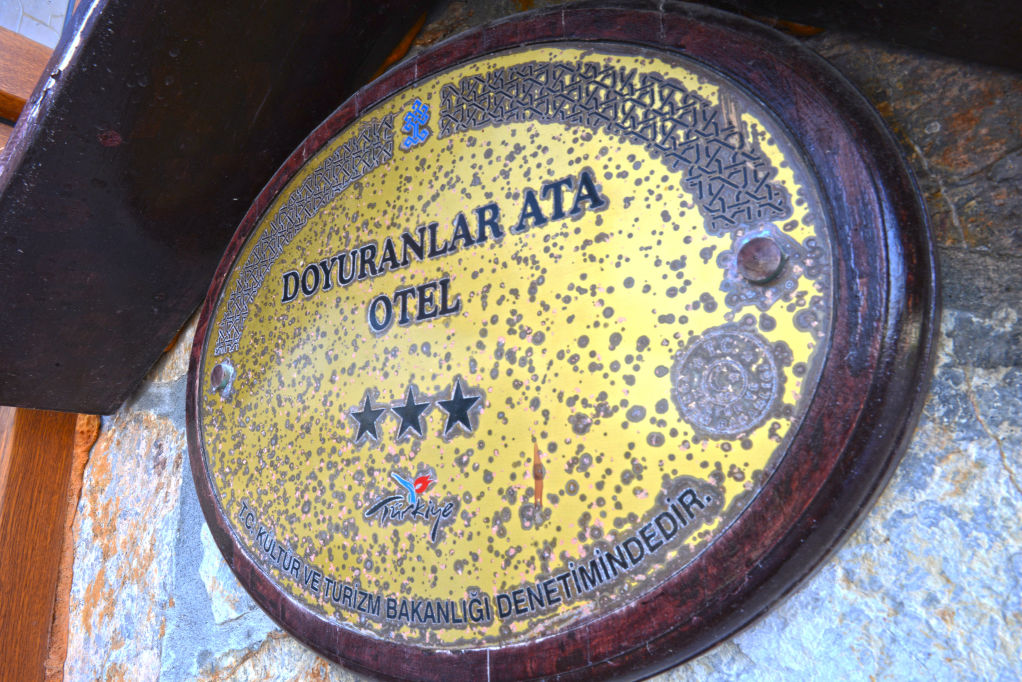 DOYURANLAR ATA
OTEL
Türkiye
T.C. KÜLTÜR VE TURİZM BAKANLIĞI DENETİMİNDEDİR.